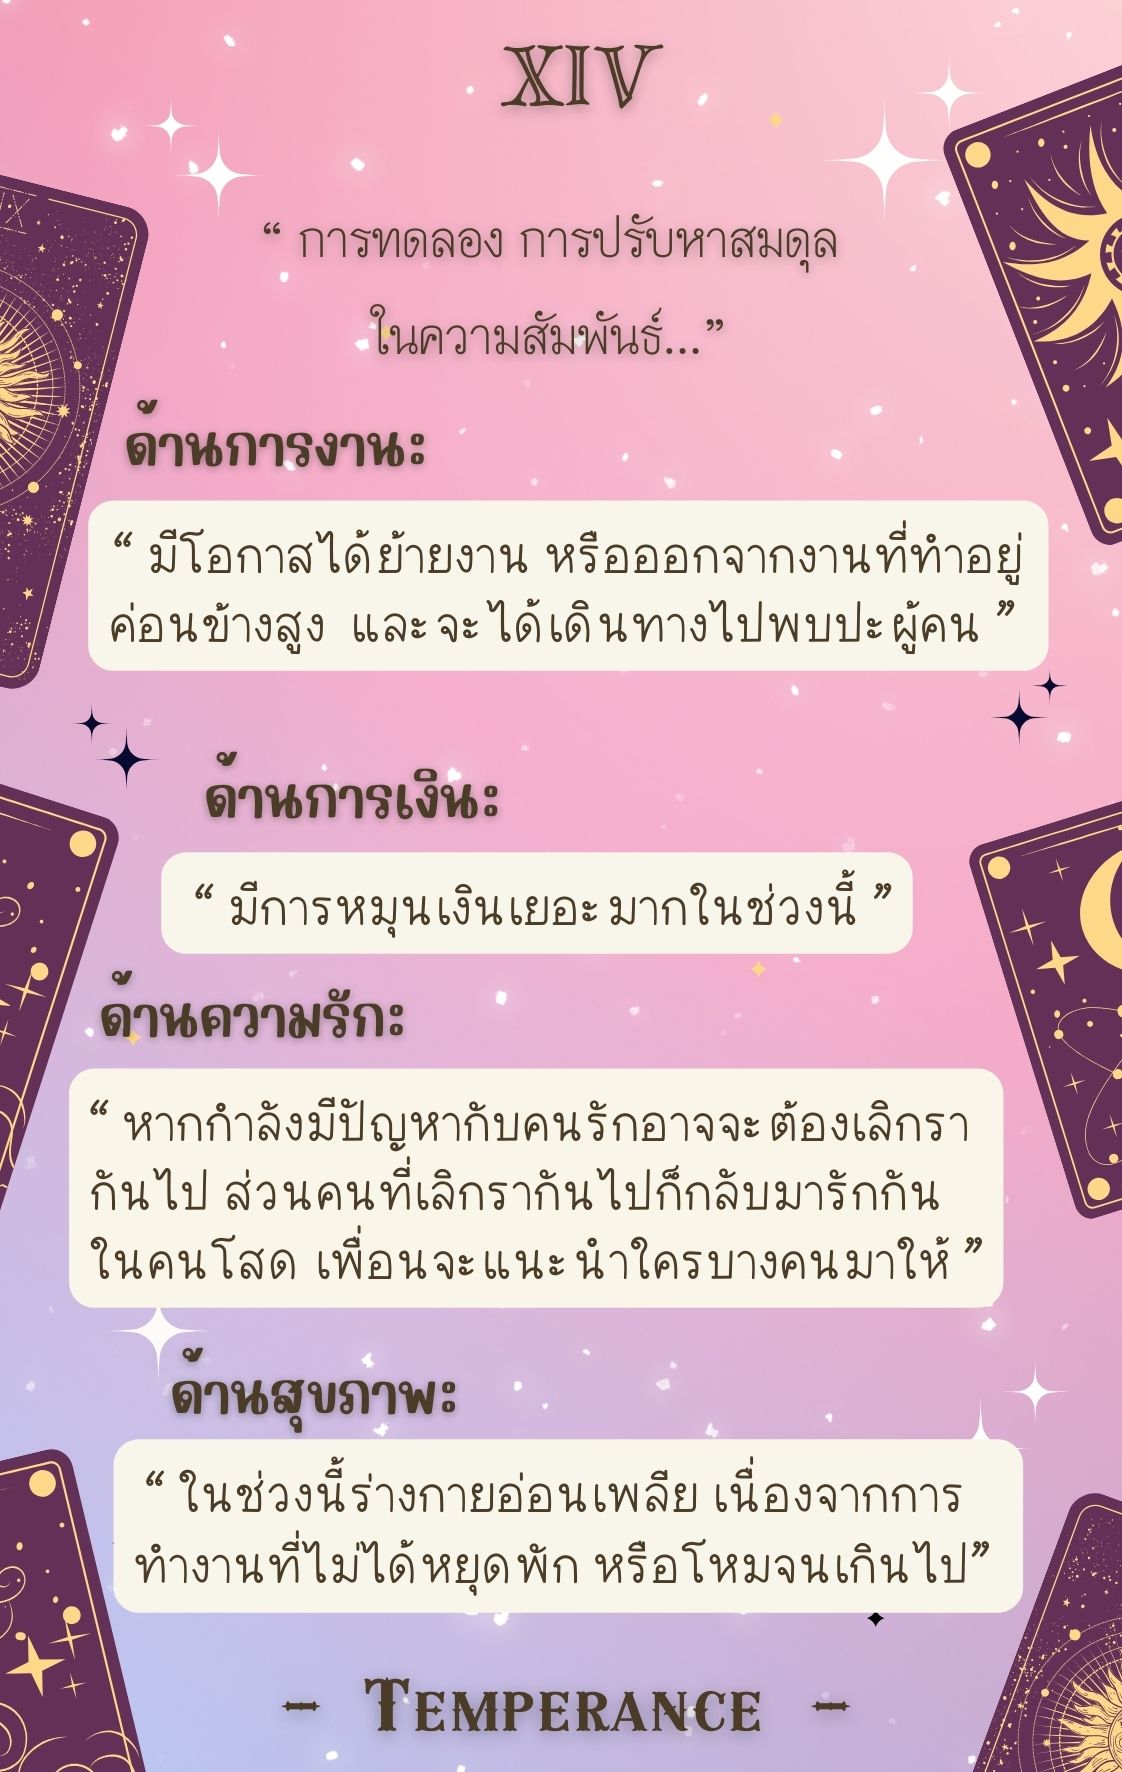 XIV
“ การทดลอง การปรับหาสมดุล
ในความสัมพันธ์...”
ด้านการงาน:
“ มีโอกาสได้ย้ายงาน หรือออกจากงานที่ทำอยู่
ค่อนข้างสูง และจะได้เดินทางไปพบปะผู้คน ”
ด้านการเงิน:
“ มีการหมุนเงินเยอะมากในช่วงนี้ ”
ด้านความรัก:
“ หากกำลังมีปัญหากับคนรักอาจจะต้องเลิกรา
กันไป ส่วนคนที่เลิกรากันไปก็กลับมารักกัน
ในคนโสด เพื่อนจะแนะนำใครบางคนมาให้ ”
ด้านสุขภาพ:
“ ในช่วงนี้ร่างกายอ่อนเพลีย เนื่องจากการ
ทำงานที่ไม่ได้หยุดพัก หรือโหมจนเกินไป”
- TEMPERANCE -